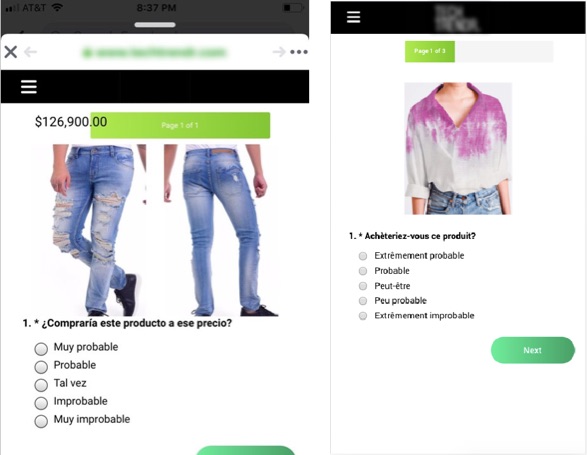 AT&T
8:37 PM
$126,900.00
Page 1 of 1
1. * ¿Compraría este producto a ese precio?
Muy probable
Probable
Tal vez
Improbable
Muy improbable
Page 1 of 3
1. * Achèteriez-vous ce produit?
Extrêmement probable
Probable
Peut-être
Peu probable
Extrêmement improbable
Next